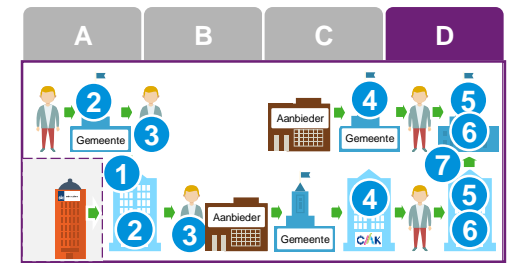 A B C D
2 4 5
Aanbieder
Gemeente 3 Gemeente 6
1 7
4 5
2 3 Aanbieder CAK 6
Gemeente